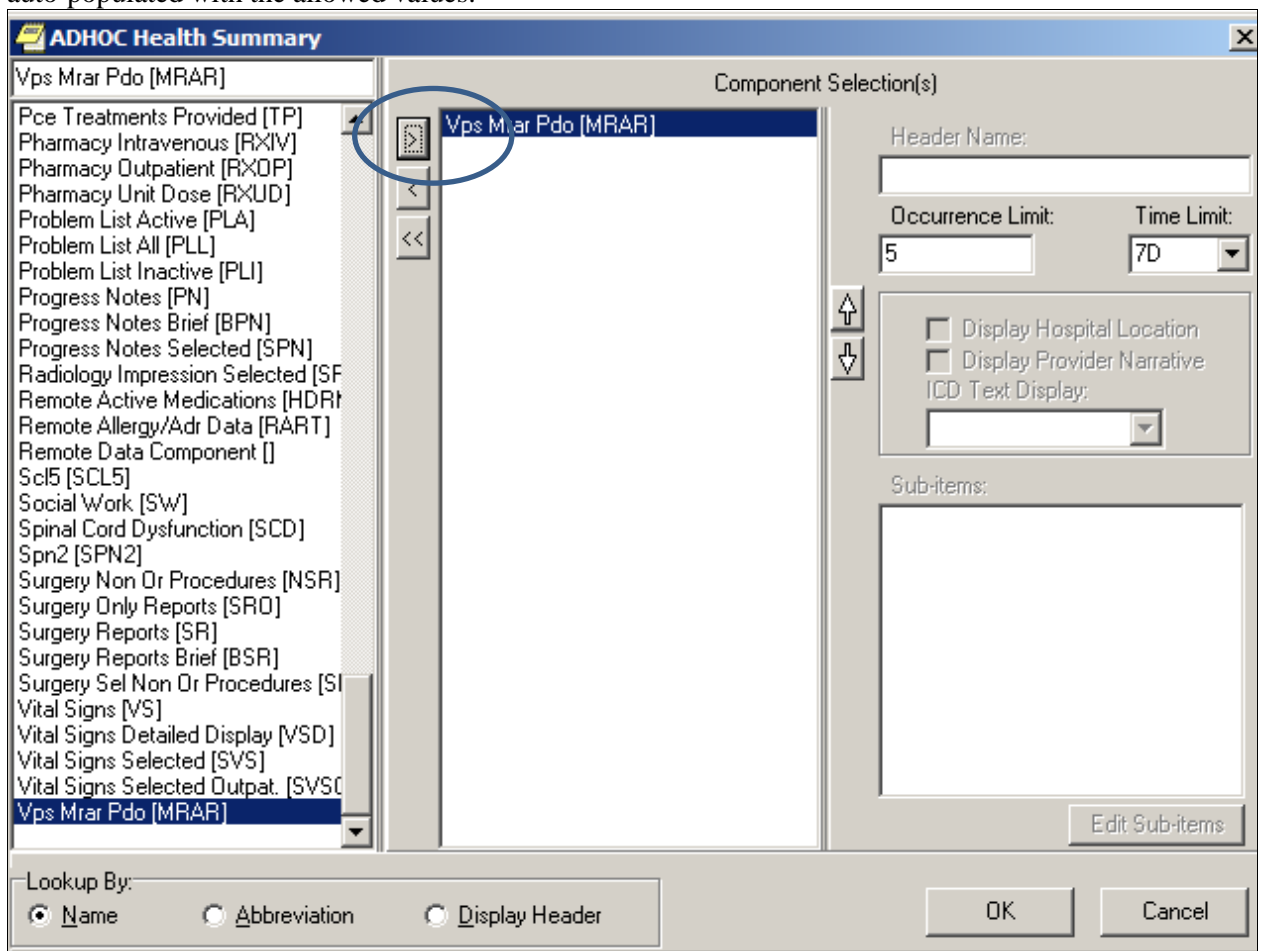 auto-populated with the allowed values.
ADHOC Health Summary
Vps Mrar Pdo [MRAR]
Pce Treatments Provided [TP]
Pharmacy Intravenous [RXIV]
Pharmacy Outpatient [RXOP]
Pharmacy Unit Dose [RXUD]
Problem List Active [PLA]
Problem List All [PLL]
Problem List Inactive [PLI]
Progress Notes [PN]
Progress Notes Brief [BPN]
Progress Notes Selected [SPN]
Radiology Impression Selected [SF
Remote Active Medications [HDR
Remote Allergy/Adr Data [RART]
Remote Data Component []
Scl5 [SCL5]
Social Work [SW]
Spinal Cord Dysfunction [SCD]
Spn2 [SPN2]
Surgery Non Or Procedures [NSR]
Surgery Only Reports [SRO]
Surgery Reports [SR]
Surgery Reports Brief [BSR]
Surgery Sel Non Or Procedures [S
Vital Signs [VS]
Vital Signs Detailed Display [VSD]
Vital Signs Selected [SVS]
Vital Signs Selected Outpat. [SVSO
Vps Mrar Pdo [MRAR]
Component Selection(s)
>
<
<<
Vps Mrar Pdo [MRAR]
Header Name:
Occurrence Limit: Time Limit:
5 7D
Display Hospital Location
Display Provider Narrative
ICD Text Display:
Sub-items:
Edit Sub-items
Lookup By:
Name Abbreviation Display Header
OK Cancel